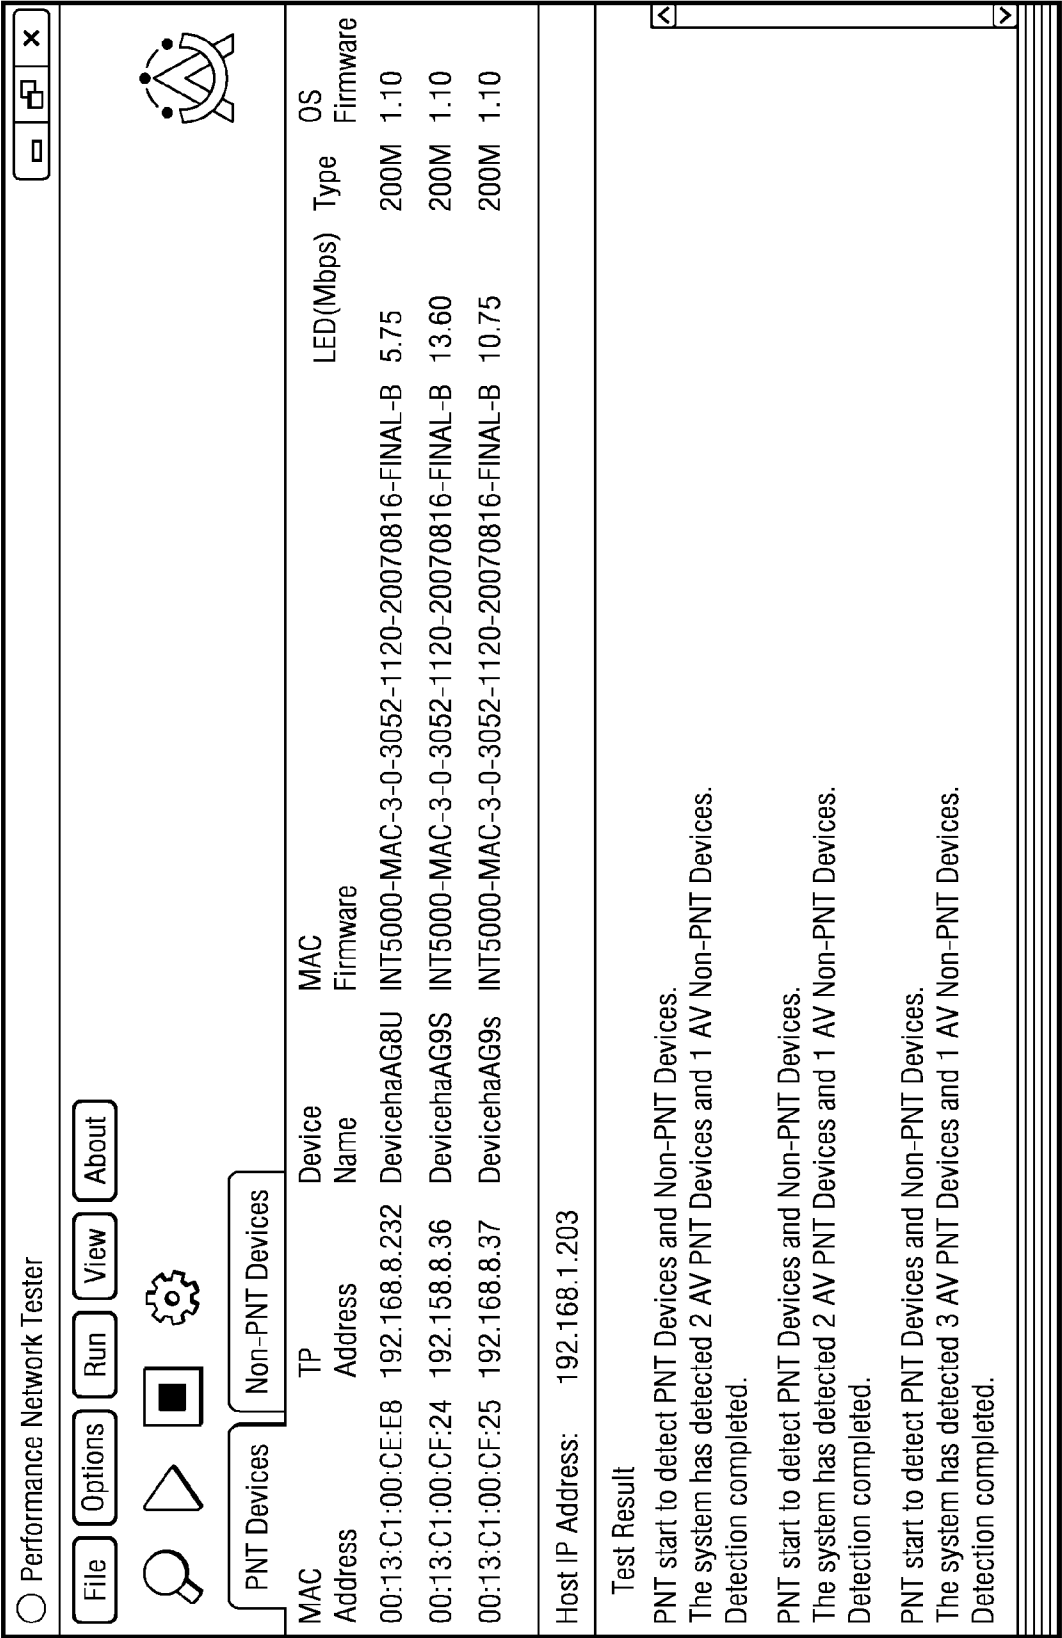 Performance Network Tester
File Options Run View About
PNT Devices Non-PNT Devices
MAC Address TP Address Device Name MAC Firmware LED(Mbps) Type OS Firmware
00:13:C1:00:CE:E8 192.168.8.232 DevicehaAG8U INT5000-MAC-3-0-3052-1120-20070816-FINAL-B 5.75 200M 1.10
00:13:C1:00:CF:24 192.158.8.36 DevicehaAG9S INT5000-MAC-3-0-3052-1120-20070816-FINAL-B 13.60 200M 1.10
00:13:C1:00:CF:25 192.168.8.37 DevicehaAG9s INT5000-MAC-3-0-3052-1120-20070816-FINAL-B 10.75 200M 1.10
Host IP Address: 192.168.1.203
Test Result
PNT start to detect PNT Devices and Non-PNT Devices.
The system has detected 2 AV PNT Devices and 1 AV Non-PNT Devices.
Detection completed.
PNT start to detect PNT Devices and Non-PNT Devices.
The system has detected 2 AV PNT Devices and 1 AV Non-PNT Devices.
Detection completed.
PNT start to detect PNT Devices and Non-PNT Devices.
The system has detected 3 AV PNT Devices and 1 AV Non-PNT Devices.
Detection completed.